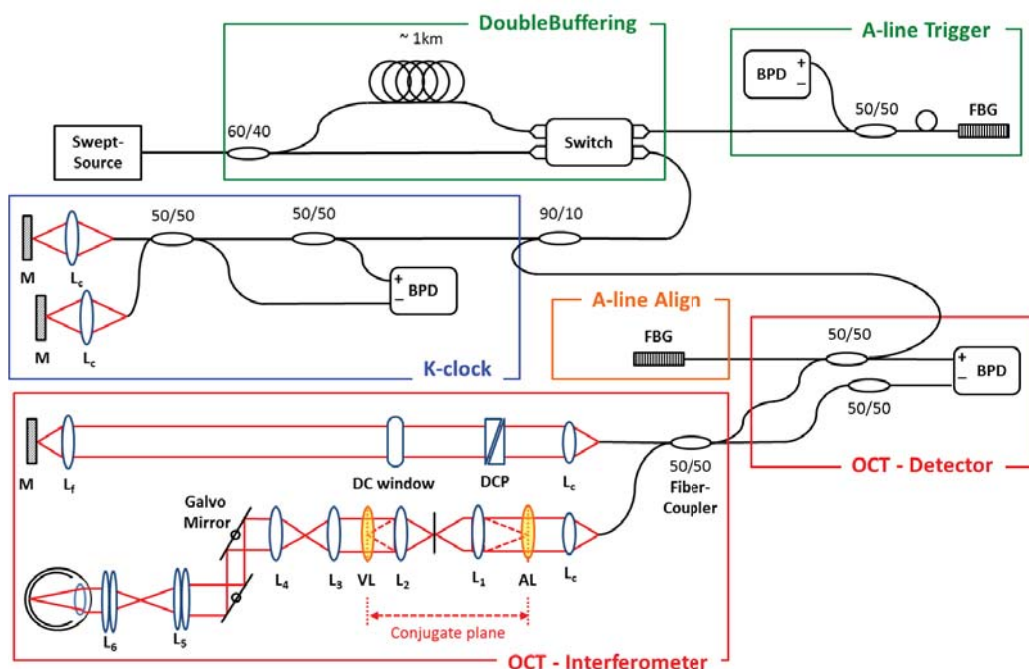 DoubleBuffering
A-line Trigger
~ 1km
BPD
+
−
50/50
FBG
60/40
Swept-
Source
Switch
50/50
50/50
90/10
M
Lc
BPD
+
−
M
Lc
K-clock
A-line Align
FBG
50/50
+
−
BPD
50/50
OCT - Detector
M
Lf
DC window
DCP
Lc
50/50
Fiber-
Coupler
Galvo
Mirror
L4
L3
VL
L2
L1
AL
Lc
L6
L5
Conjugate plane
OCT - Interferometer